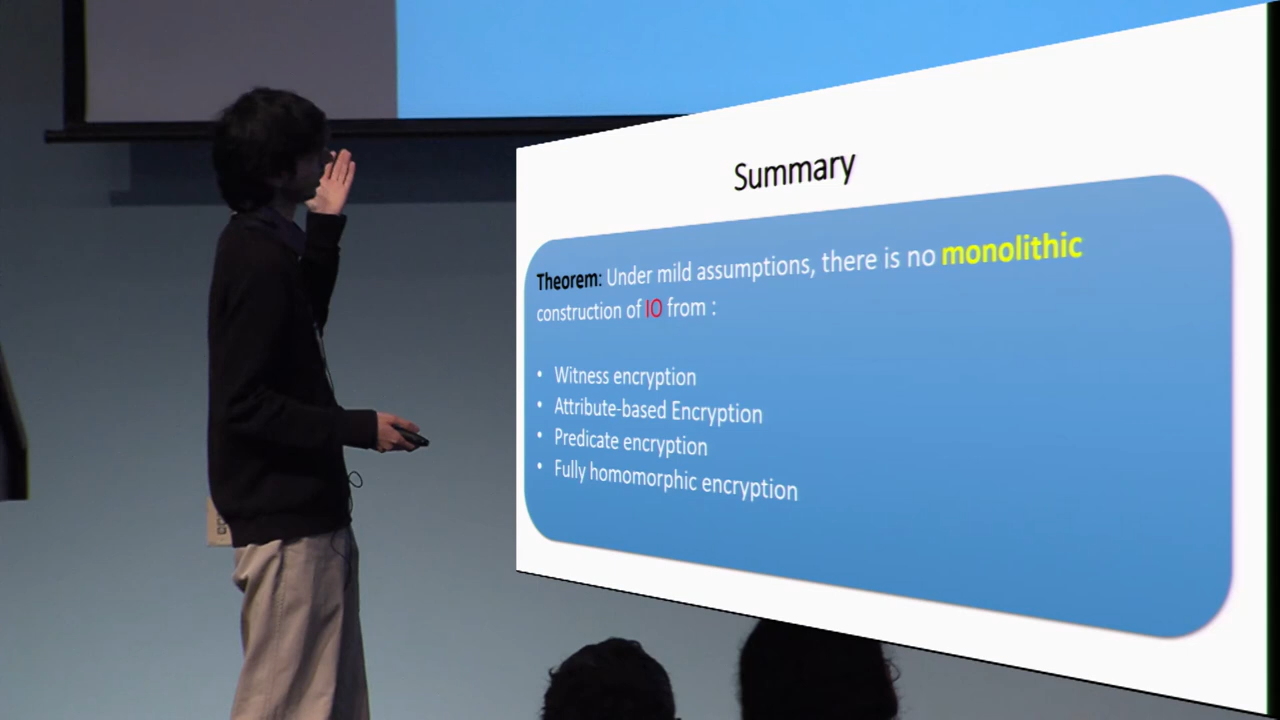 Summary
Theorem: Under mild assumptions, there is no monolithic
construction of IO from :
• Witness encryption
• Attribute-based Encryption
• Predicate encryption
• Fully homomorphic encryption